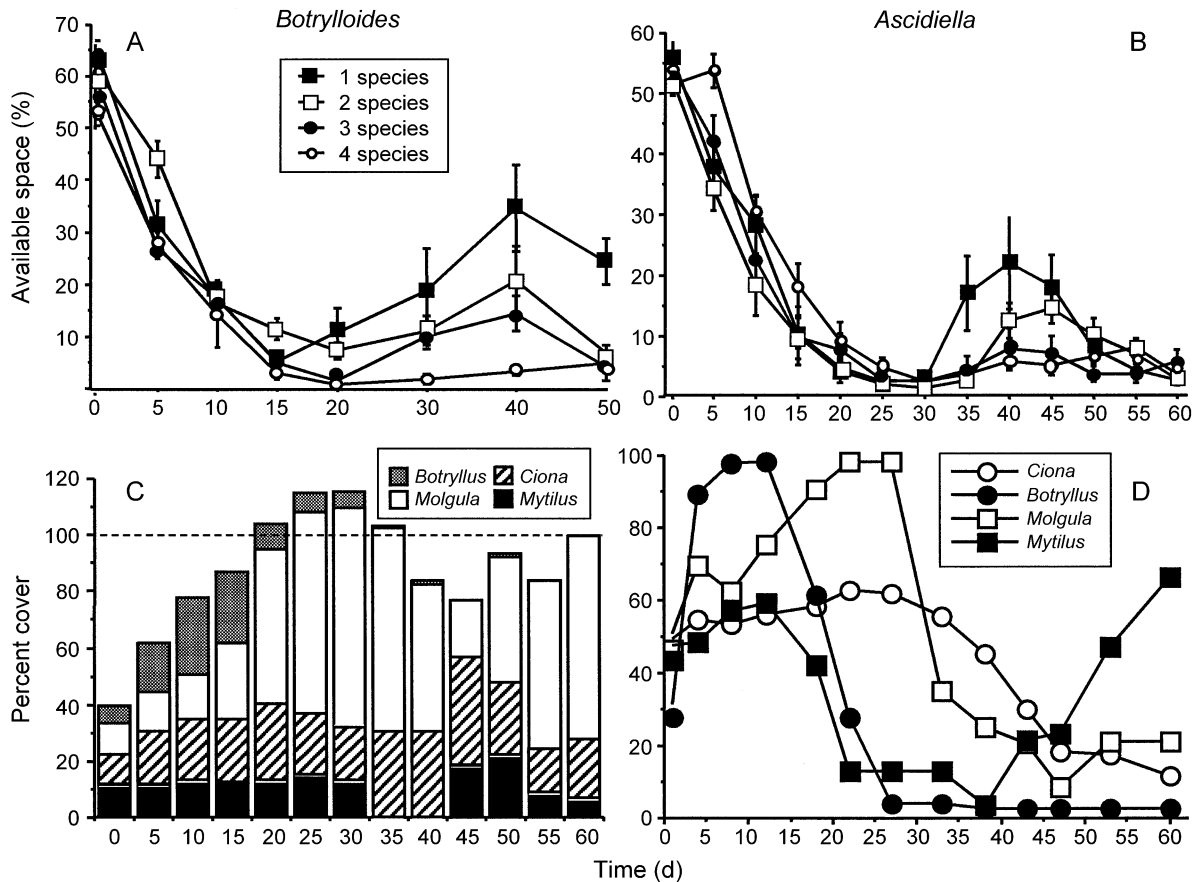 Botrylloides
Ascidiella
A
B
1 species
2 species
3 species
4 species
Available space (%)
70
60
50
40
30
20
10
0
0 5 10 15 20 30 40 50
60
50
40
30
20
10
0
0 5 10 15 20 25 30 35 40 45 50 55 60
C
Botryllus Ciona
Molgula Mytilus
Percent cover
120
100
80
60
40
20
0
0 5 10 15 20 25 30 35 40 45 50 55 60
D
Ciona
Botryllus
Molgula
Mytilus
100
80
60
40
20
0
0 5 10 15 20 25 30 35 40 45 50 55 60
Time (d)